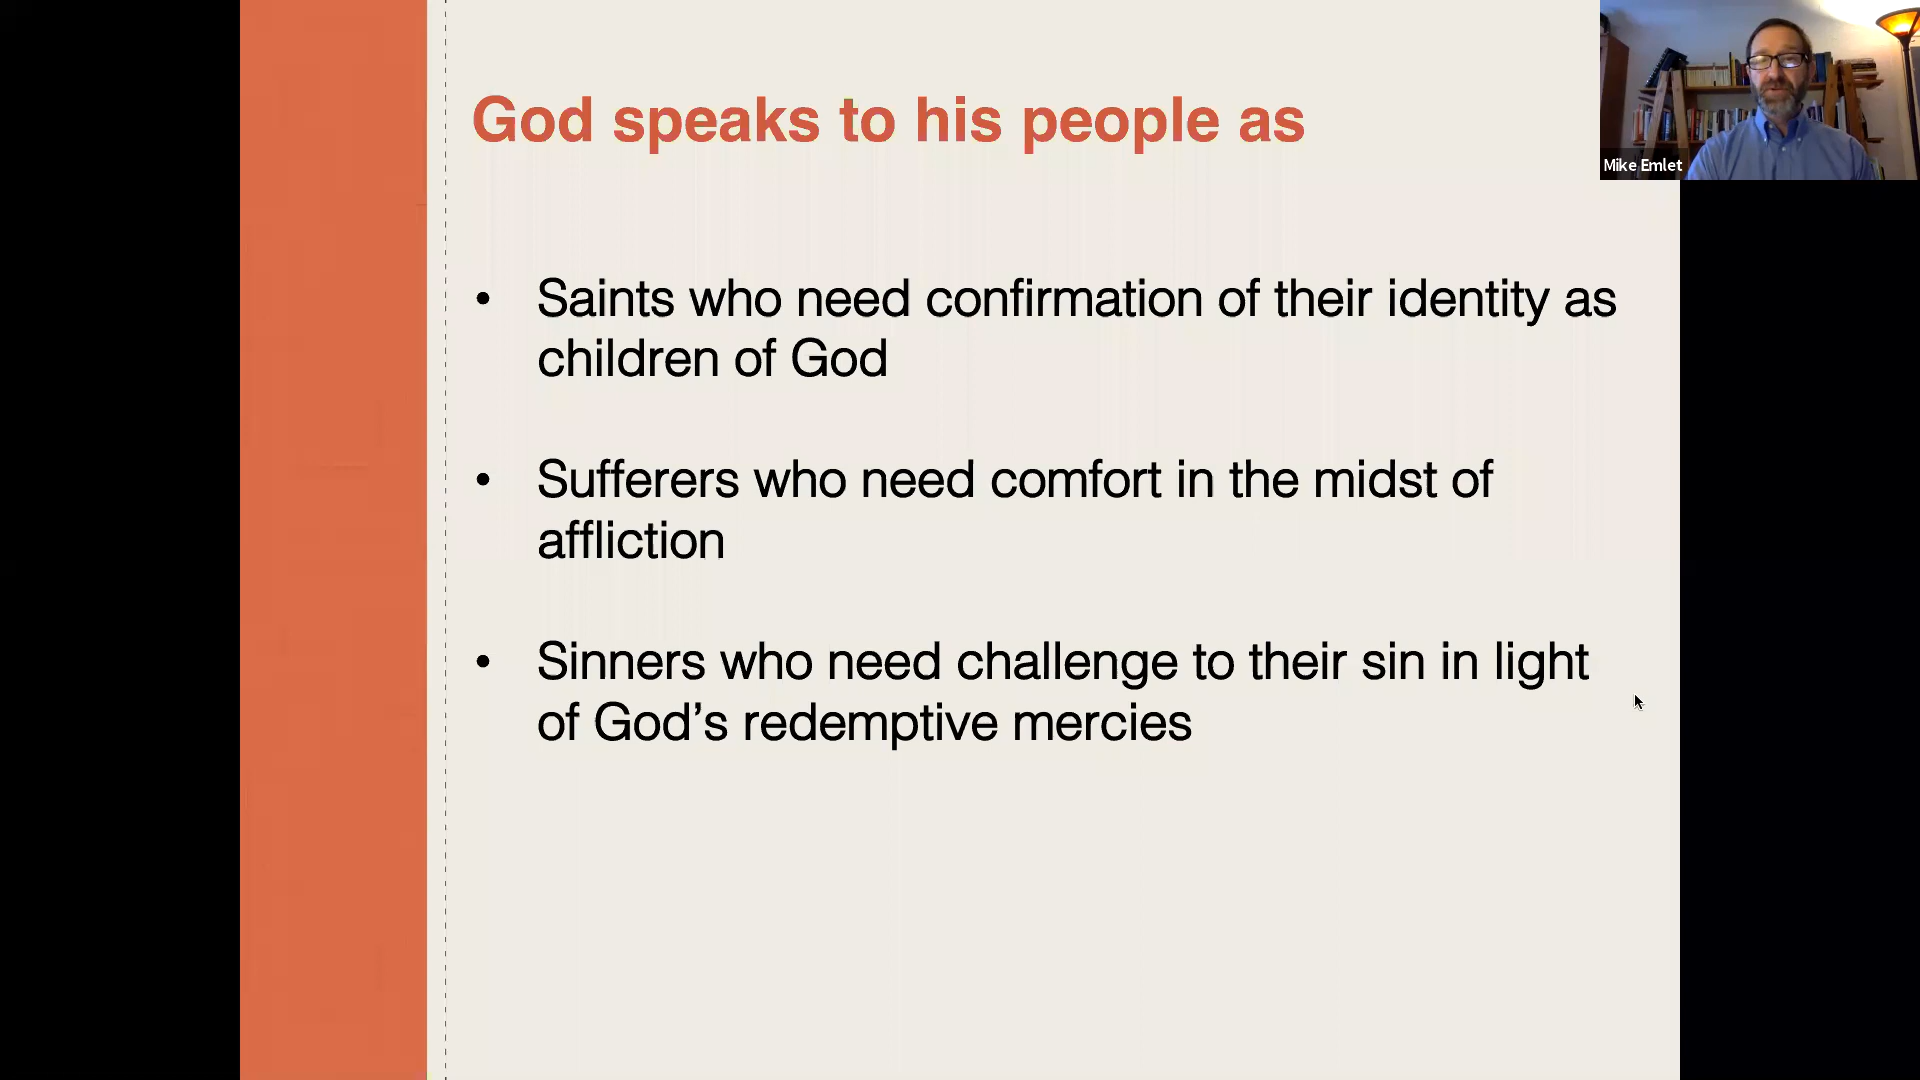 God speaks to his people as
Mike Emlet
• Saints who need confirmation of their identity as
children of God
• Sufferers who need comfort in the midst of
affliction
• Sinners who need challenge to their sin in light
of God’s redemptive mercies